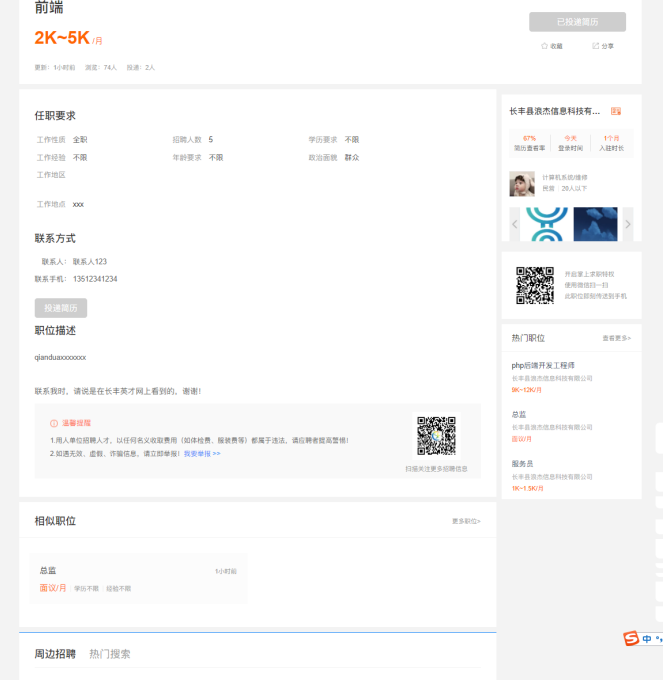 前端
2K~5K/月
更新：1小时前 浏览：74人 投递：2人
已投递简历
收藏 分享
任职要求
工作性质 全职 招聘人数 5 学历要求 不限
工作经验 不限 年龄要求 不限 政治面貌 群众
工作地区
工作地点 xxx
联系方式
联系人： 联系人123
联系手机： 13512341234
投递简历
职位描述
qianduaxxxxxxx
联系我时，请说是在长丰英才网上看到的，谢谢！
温馨提醒
1.用人单位招聘人才，以任何名义收取费用（如体检费、服装费等）都属于违法，请应聘者提高警惕！
2.如遇无效、虚假、诈骗信息，请立即举报！我要举报 >>
扫描关注更多招聘信息
相似职位
更多职位>
总监 1小时前
面议/月 学历不限 经验不限
周边招聘 热门搜索
长丰县浪杰信息科技有...
67% 今天 1个月
简历查看率 登录时间 入驻时长
计算机系统/维修
民营 20人以下
开启掌上求职特权
使用微信扫一扫
此职位即刻传送到手机
热门职位 查看更多>
php后端开发工程师
长丰县浪杰信息科技有限公司
9K~12K/月
总监
长丰县浪杰信息科技有限公司
面议/月
服务员
长丰县浪杰信息科技有限公司
1K~1.5K/月
中